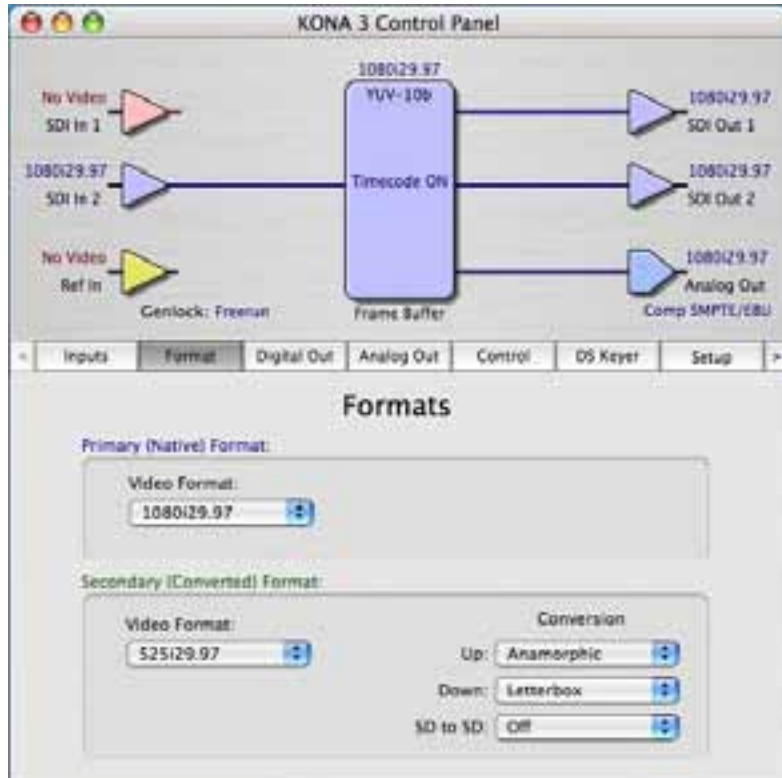 KONA 3 Control Panel
1080i29.97
YUV-10b
No Video
SDI In 1
1080i29.97
SDI Out 1
1080i29.97
SDI In 2
Timecode ON
1080i29.97
SDI Out 2
No Video
Ref In
1080i29.97
Analog Out
Genlock: Freerun
Frame Buffer
Comp SMPTE/EBU
Inputs
Format
Digital Out
Analog Out
Control
DS Keyer
Setup
Formats
Primary (Native) Format:
Video Format:
1080i29.97
Secondary (Converted) Format:
Video Format:
525i29.97
Conversion
Up: Anamorphic
Down: Letterbox
SD to SD: Off